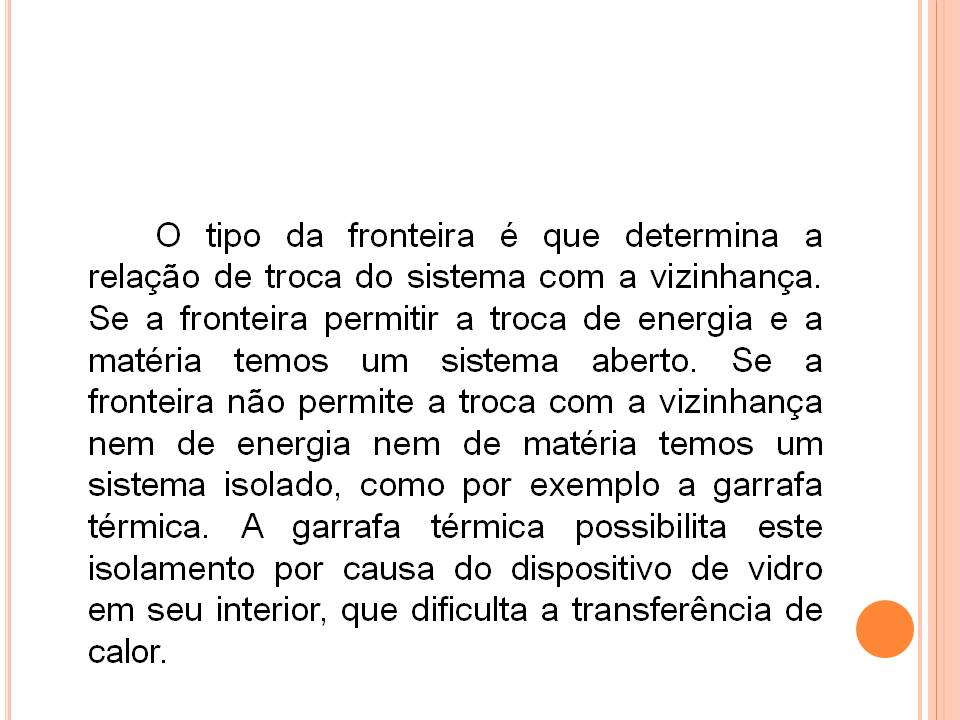 O tipo da fronteira é que determina a
relação de troca do sistema com a vizinhança.
Se a fronteira permitir a troca de energia e a
matéria temos um sistema aberto. Se a
fronteira não permite a troca com a vizinhança
nem de energia nem de matéria temos um
sistema isolado, como por exemplo a garrafa
térmica. A garrafa térmica possibilita este
isolamento por causa do dispositivo de vidro
em seu interior, que dificulta a transferência de
calor.